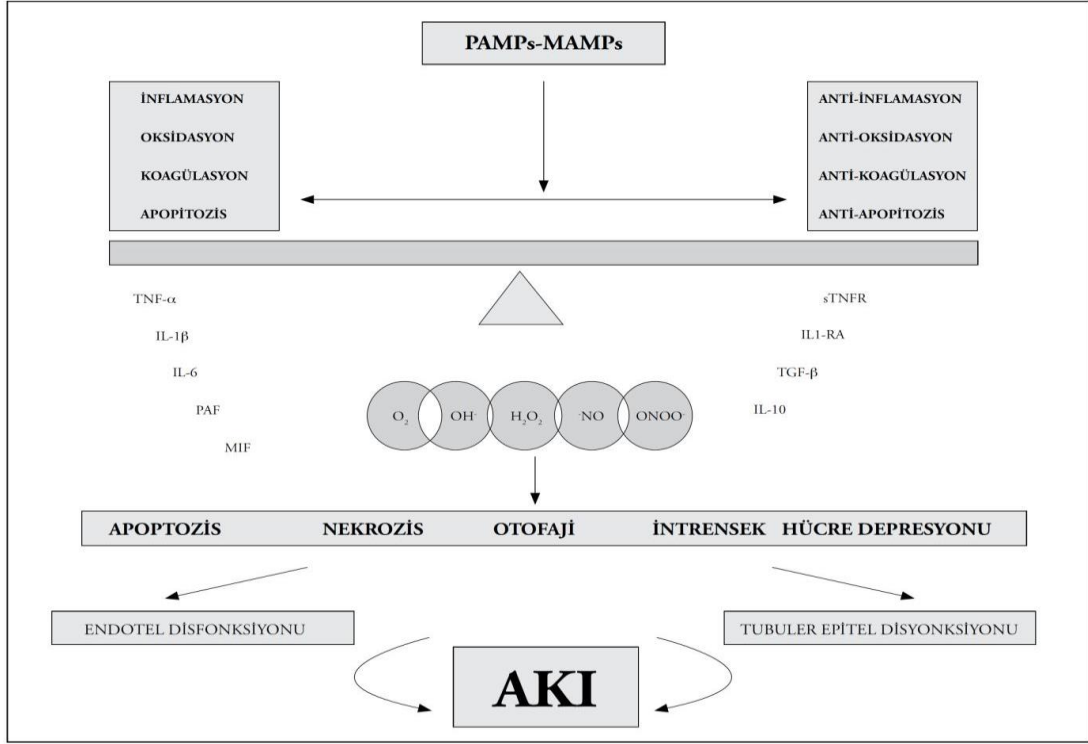 PAMPs-MAMPs
İNFLAMASYON
OKSİDASYON
KOAGÜLASYON
APOPİTOZİS
ANTİ-İNFLAMASYON
ANTİ-OKSİDASYON
ANTİ-KOAGÜLASYON
ANTİ-APOPİTOZİS
TNF-α
IL-1β
IL-6
PAF
MIF
sTNFR
IL1-RA
TGF-β
IL-10
O₂ OH· H₂O₂ ·NO ONOO·
APOPTOZİS NEKROZİS OTOFAJİ İNTRENSEK HÜCRE DEPRESYONU
ENDOTEL DİSFONKSİYONU
TUBULER EPİTEL DİSYONKSİYONU
AKI